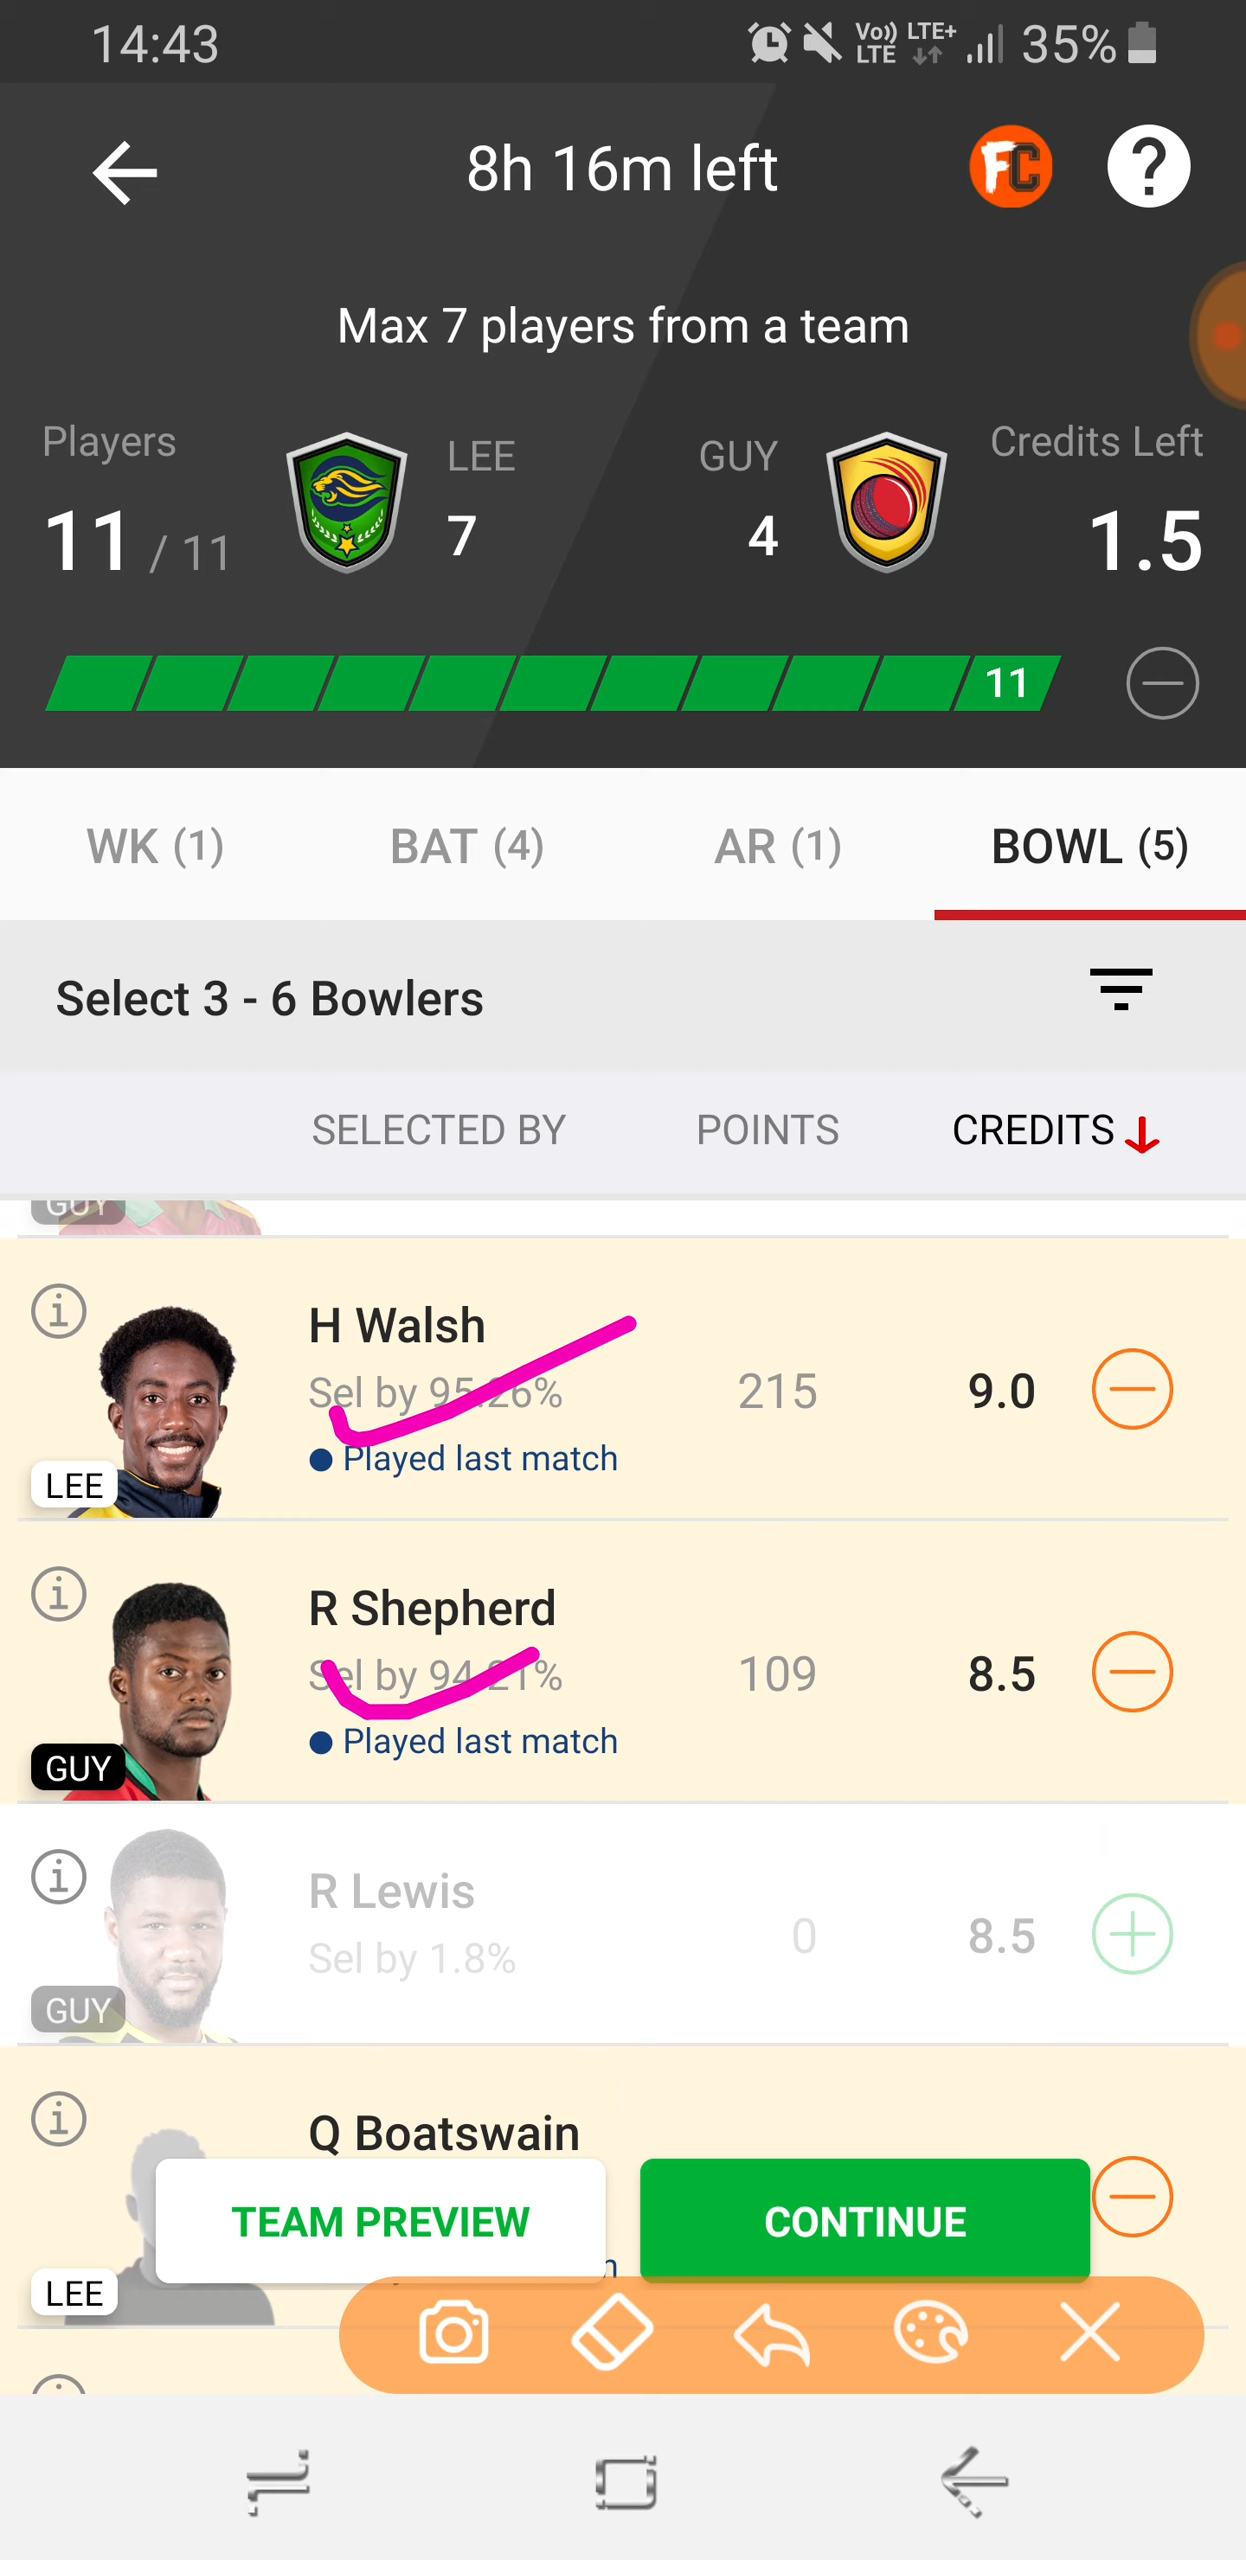 14:43
Vo)) LTE LTE+ 35%
8h 16m left
FC ?
Max 7 players from a team
Players LEE GUY Credits Left
11 / 11 7 4 1.5
11
WK (1) BAT (4) AR (1) BOWL (5)
Select 3 - 6 Bowlers
SELECTED BY POINTS CREDITS
GUY
H Walsh
Sel by 95.26% 215 9.0
Played last match
LEE
R Shepherd
Sel by 94.21% 109 8.5
Played last match
GUY
R Lewis
Sel by 1.8% 0 8.5
GUY
Q Boatswain
TEAM PREVIEW CONTINUE
LEE